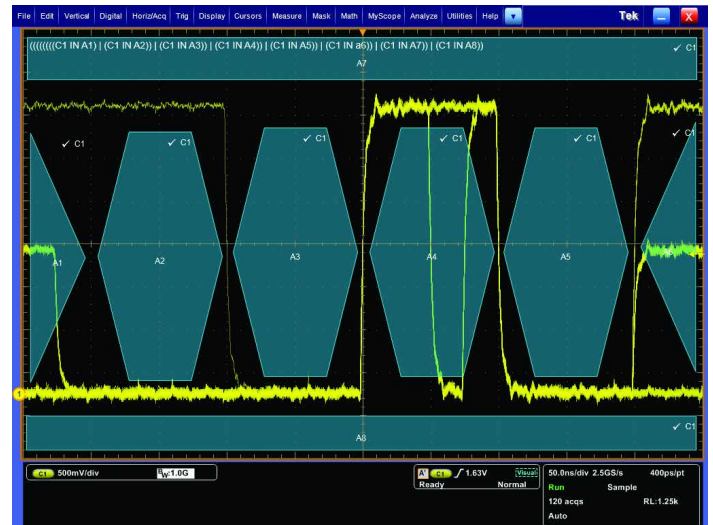 File Edit Vertical Digital Horiz/Acq Trig Display Cursors Measure Mask Math MyScope Analyze Utilities Help Tek X
((((((((C1 IN A1) | (C1 IN A2)) | (C1 IN A3)) | (C1 IN A4)) | (C1 IN A5)) | (C1 IN a6)) | (C1 IN A7)) | (C1 IN A8))
✓ C1
A7
✓ C1 ✓ C1 ✓ C1 ✓ C1 ✓ C1 ✓ C1
A1 A2 A3 A4 A5
1
✓ C1
A8
C1 500mV/div BW:1.0G
A' C1 1.63V Visual
Ready Normal
50.0ns/div 2.5GS/s 400ps/pt
Run Sample
120 acqs RL:1.25k
Auto